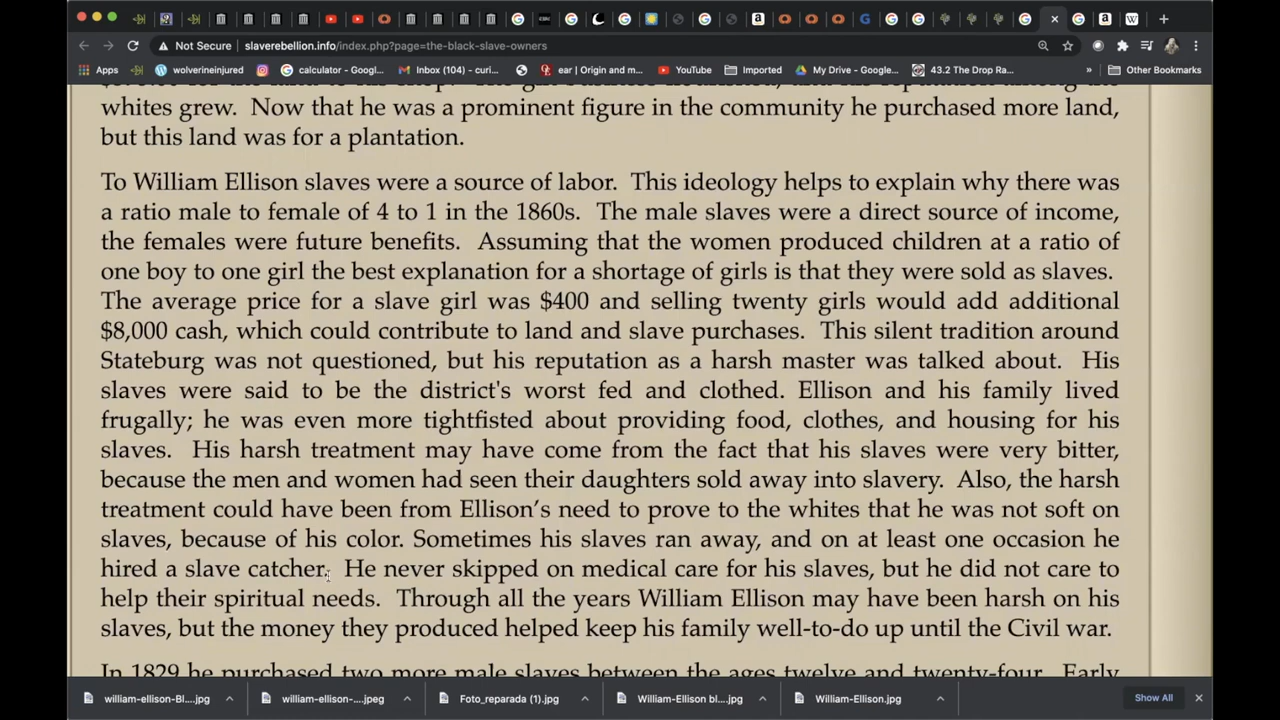 Not Secure | slaverebellion.info/index.php?page=the-black-slave-owners
Apps wolverineinjured calculator - Googl... Inbox (104) - curi... ear | Origin and m... YouTube Imported My Drive - Google... 43.2 The Drop Ra... » Other Bookmarks
whites grew. Now that he was a prominent figure in the community he purchased more land,
but this land was for a plantation.
To William Ellison slaves were a source of labor. This ideology helps to explain why there was
a ratio male to female of 4 to 1 in the 1860s. The male slaves were a direct source of income,
the females were future benefits. Assuming that the women produced children at a ratio of
one boy to one girl the best explanation for a shortage of girls is that they were sold as slaves.
The average price for a slave girl was $400 and selling twenty girls would add additional
$8,000 cash, which could contribute to land and slave purchases. This silent tradition around
Stateburg was not questioned, but his reputation as a harsh master was talked about. His
slaves were said to be the district's worst fed and clothed. Ellison and his family lived
frugally; he was even more tightfisted about providing food, clothes, and housing for his
slaves. His harsh treatment may have come from the fact that his slaves were very bitter,
because the men and women had seen their daughters sold away into slavery. Also, the harsh
treatment could have been from Ellison’s need to prove to the whites that he was not soft on
slaves, because of his color. Sometimes his slaves ran away, and on at least one occasion he
hired a slave catcher. He never skipped on medical care for his slaves, but he did not care to
help their spiritual needs. Through all the years William Ellison may have been harsh on his
slaves, but the money they produced helped keep his family well-to-do up until the Civil war.
In 1829 he purchased two more male slaves between the ages twelve and twenty-four. Early
william-ellison-Bl....jpg william-ellison-....jpeg Foto_reparada (1).jpg William-Ellison bl....jpg William-Ellison.jpg Show All